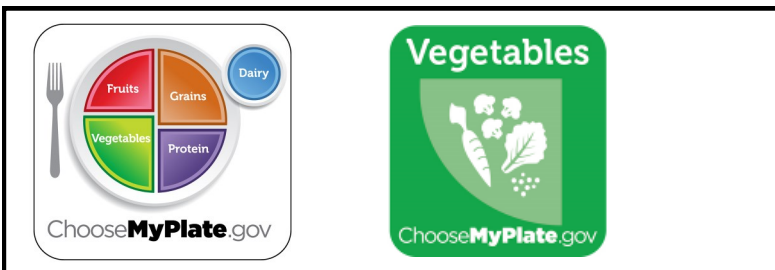 Fruits
Grains
Dairy
Vegetables
Protein
ChooseMyPlate.gov
Vegetables
ChooseMyPlate.gov